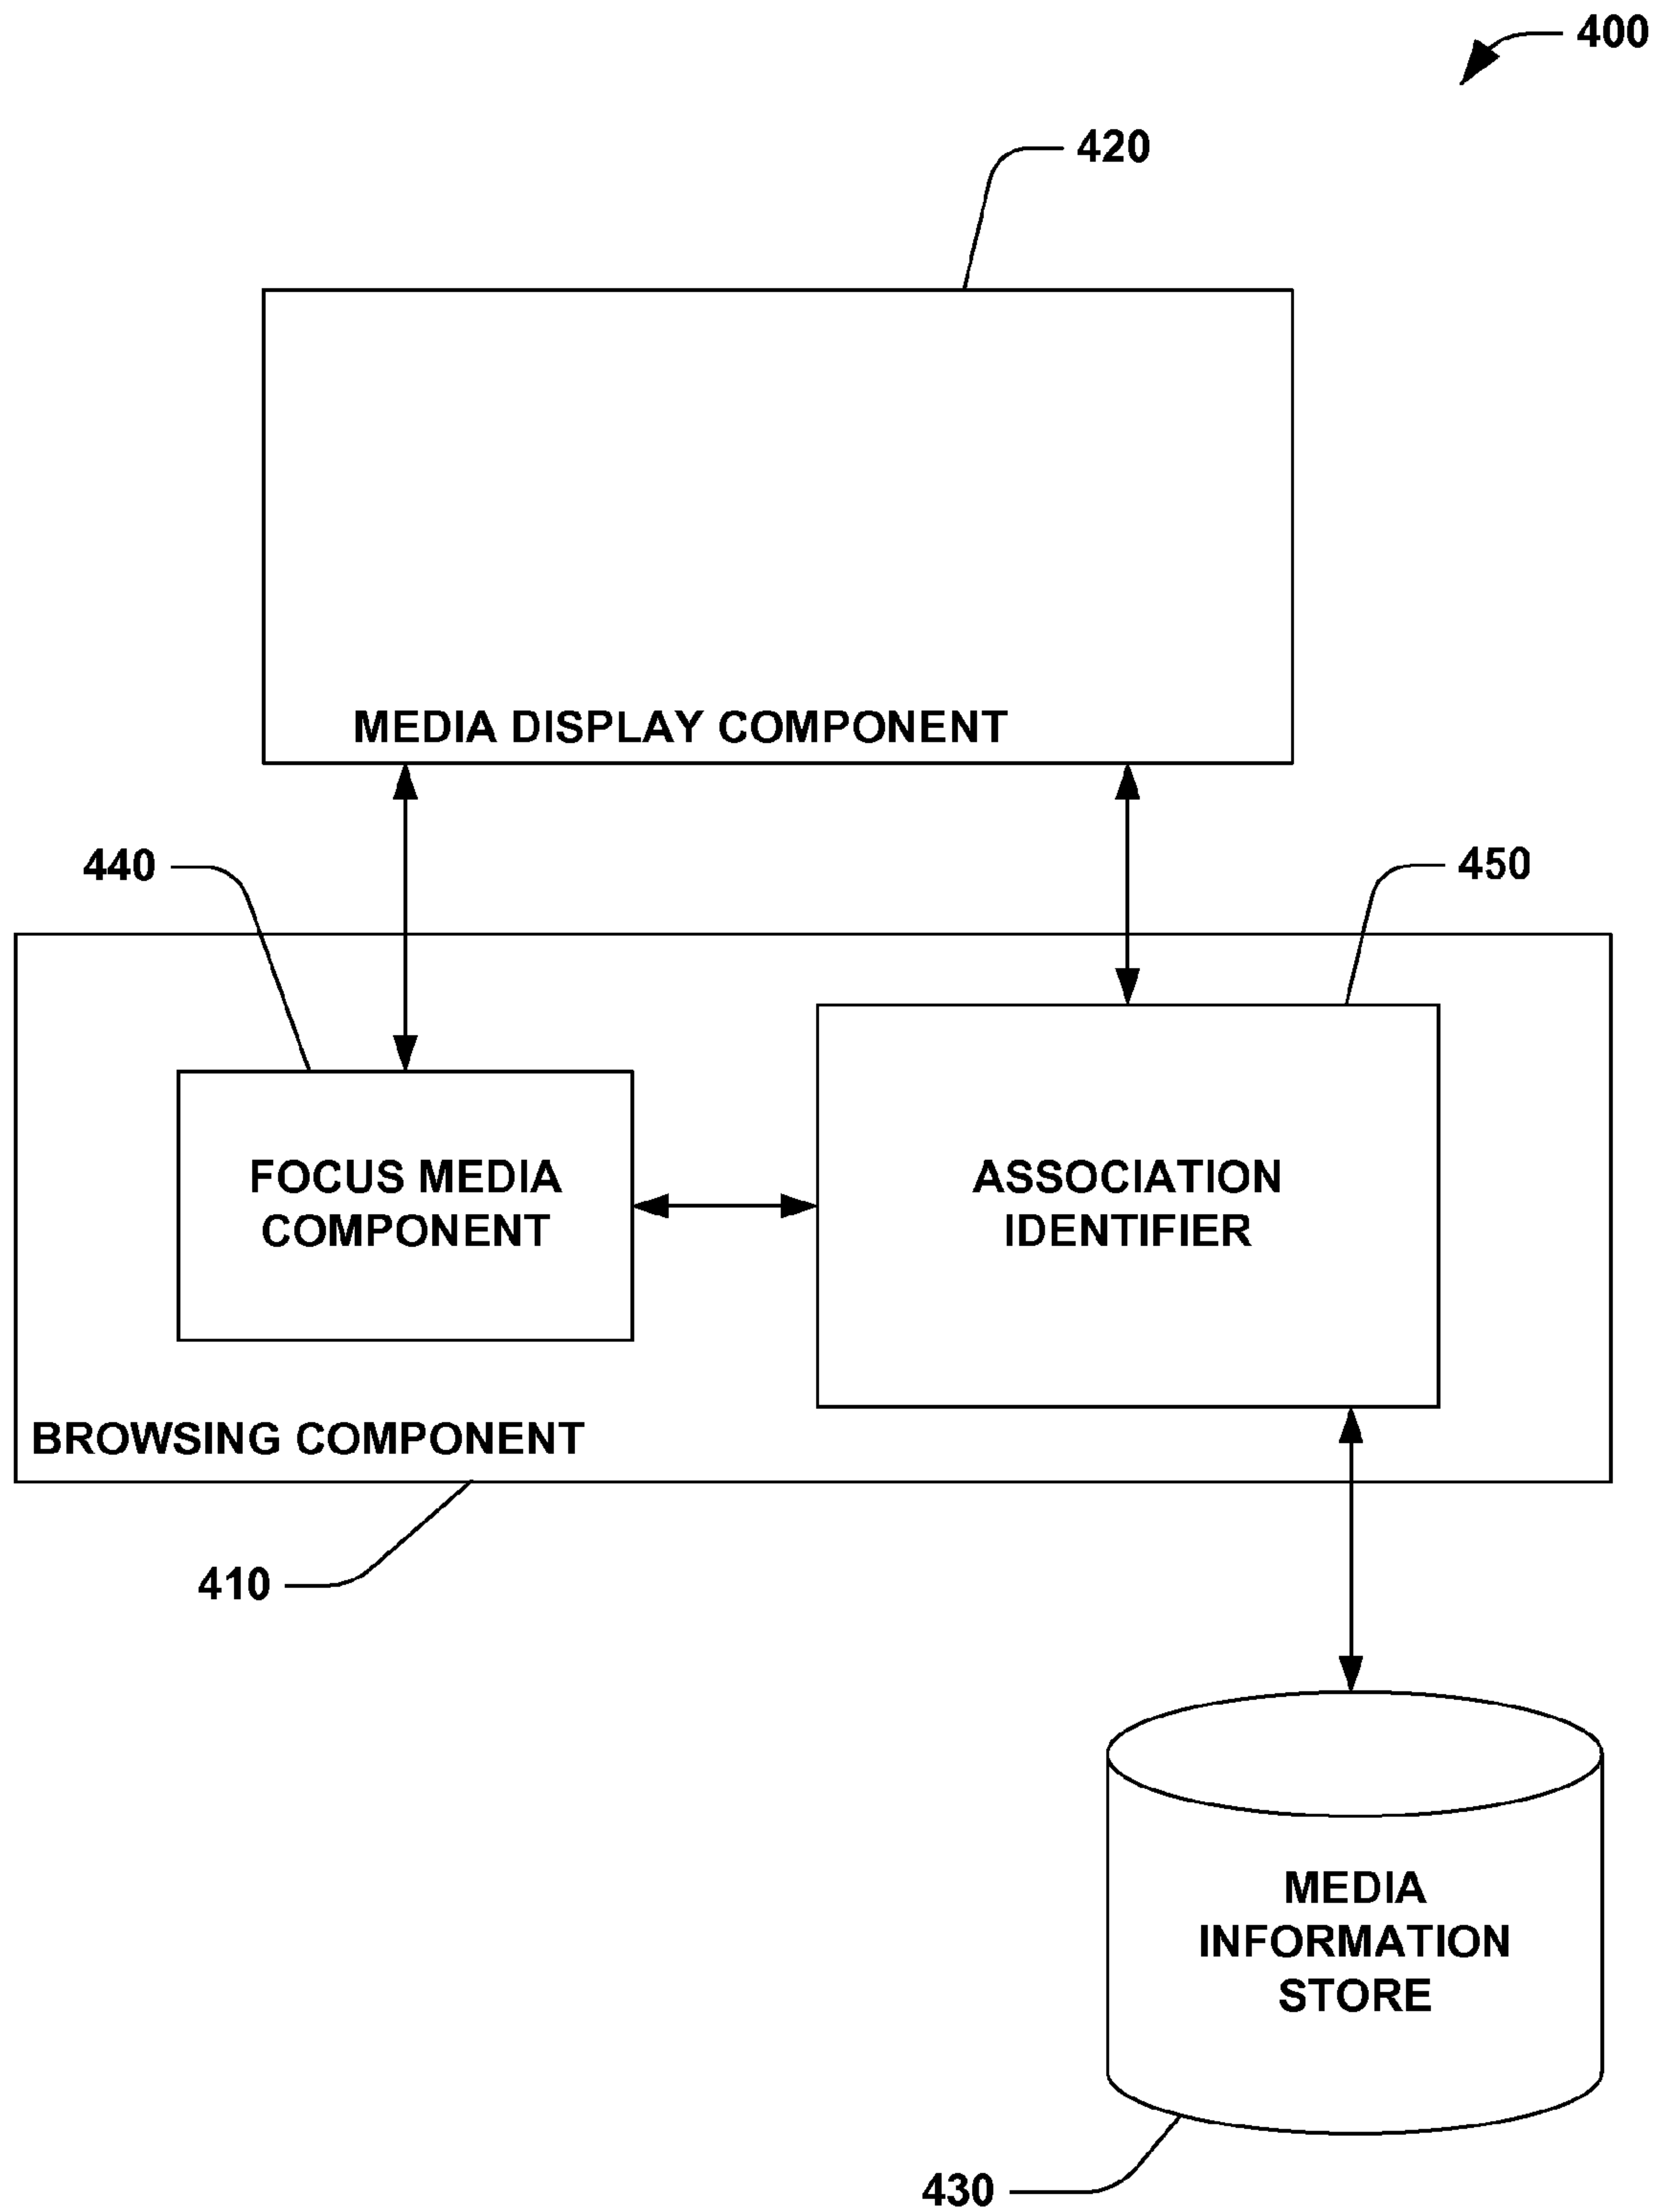 400
420
MEDIA DISPLAY COMPONENT
440
450
FOCUS MEDIA
COMPONENT
ASSOCIATION
IDENTIFIER
BROWSING COMPONENT
410
MEDIA
INFORMATION
STORE
430